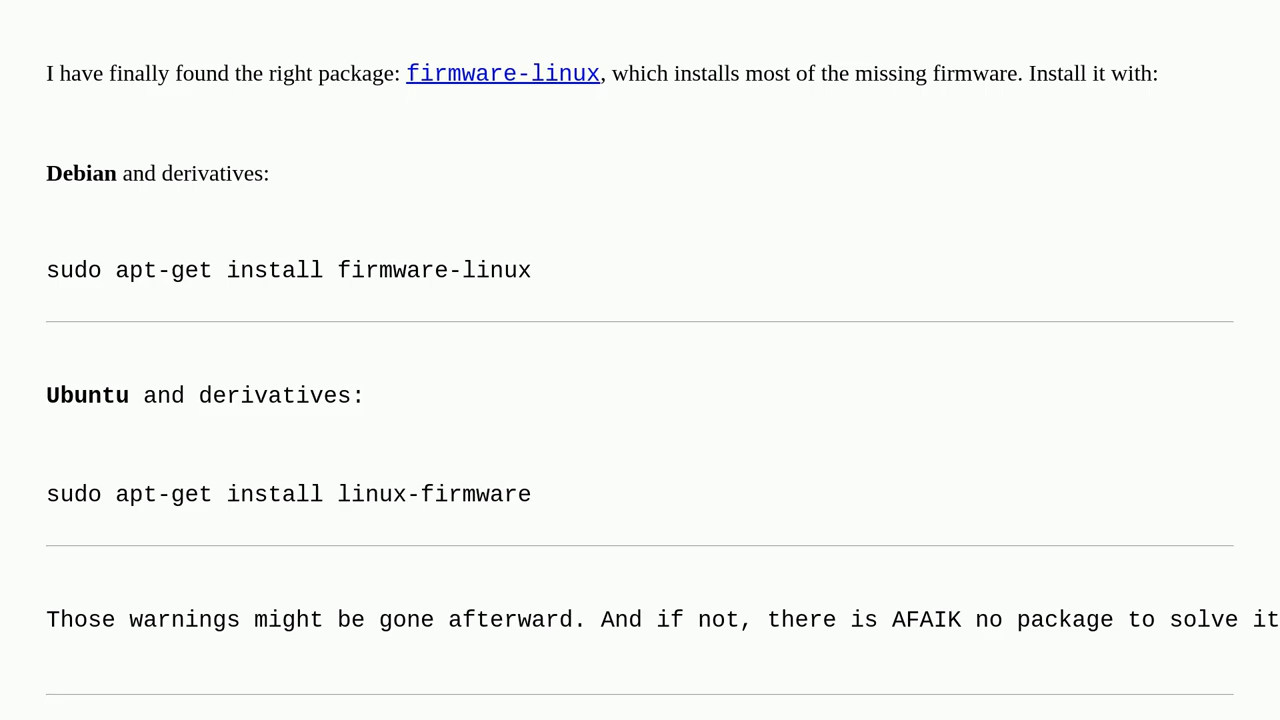 I have finally found the right package: firmware-linux, which installs most of the missing firmware. Install it with:
Debian and derivatives:
sudo apt-get install firmware-linux
Ubuntu and derivatives:
sudo apt-get install linux-firmware
Those warnings might be gone afterward. And if not, there is AFAIK no package to solve it